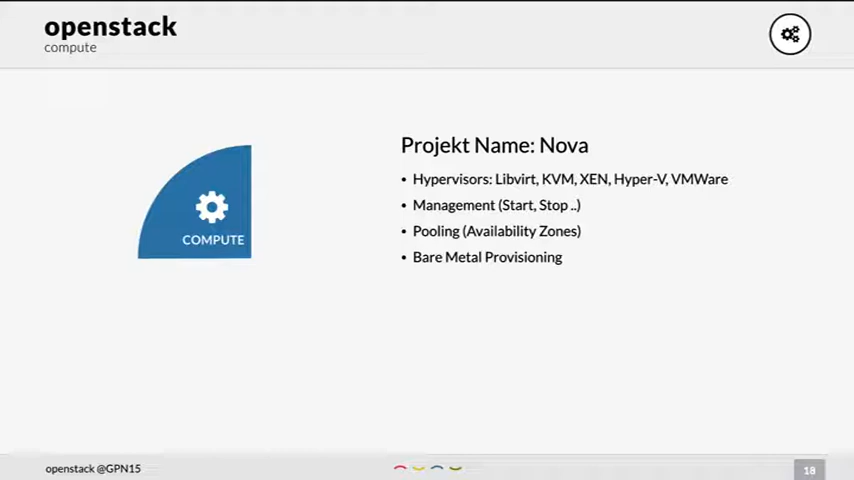 openstack
compute
COMPUTE
Projekt Name: Nova
• Hypervisors: Libvirt, KVM, XEN, Hyper-V, VMWare
• Management (Start, Stop ..)
• Pooling (Availability Zones)
• Bare Metal Provisioning
openstack @GPN15
18